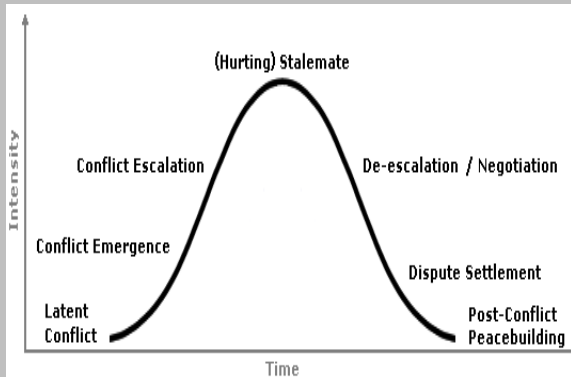 (Hurting) Stalemate
Conflict Escalation
De-escalation / Negotiation
Intensity
Conflict Emergence
Dispute Settlement
Latent
Conflict
Post-Conflict
Peacebuilding
Time